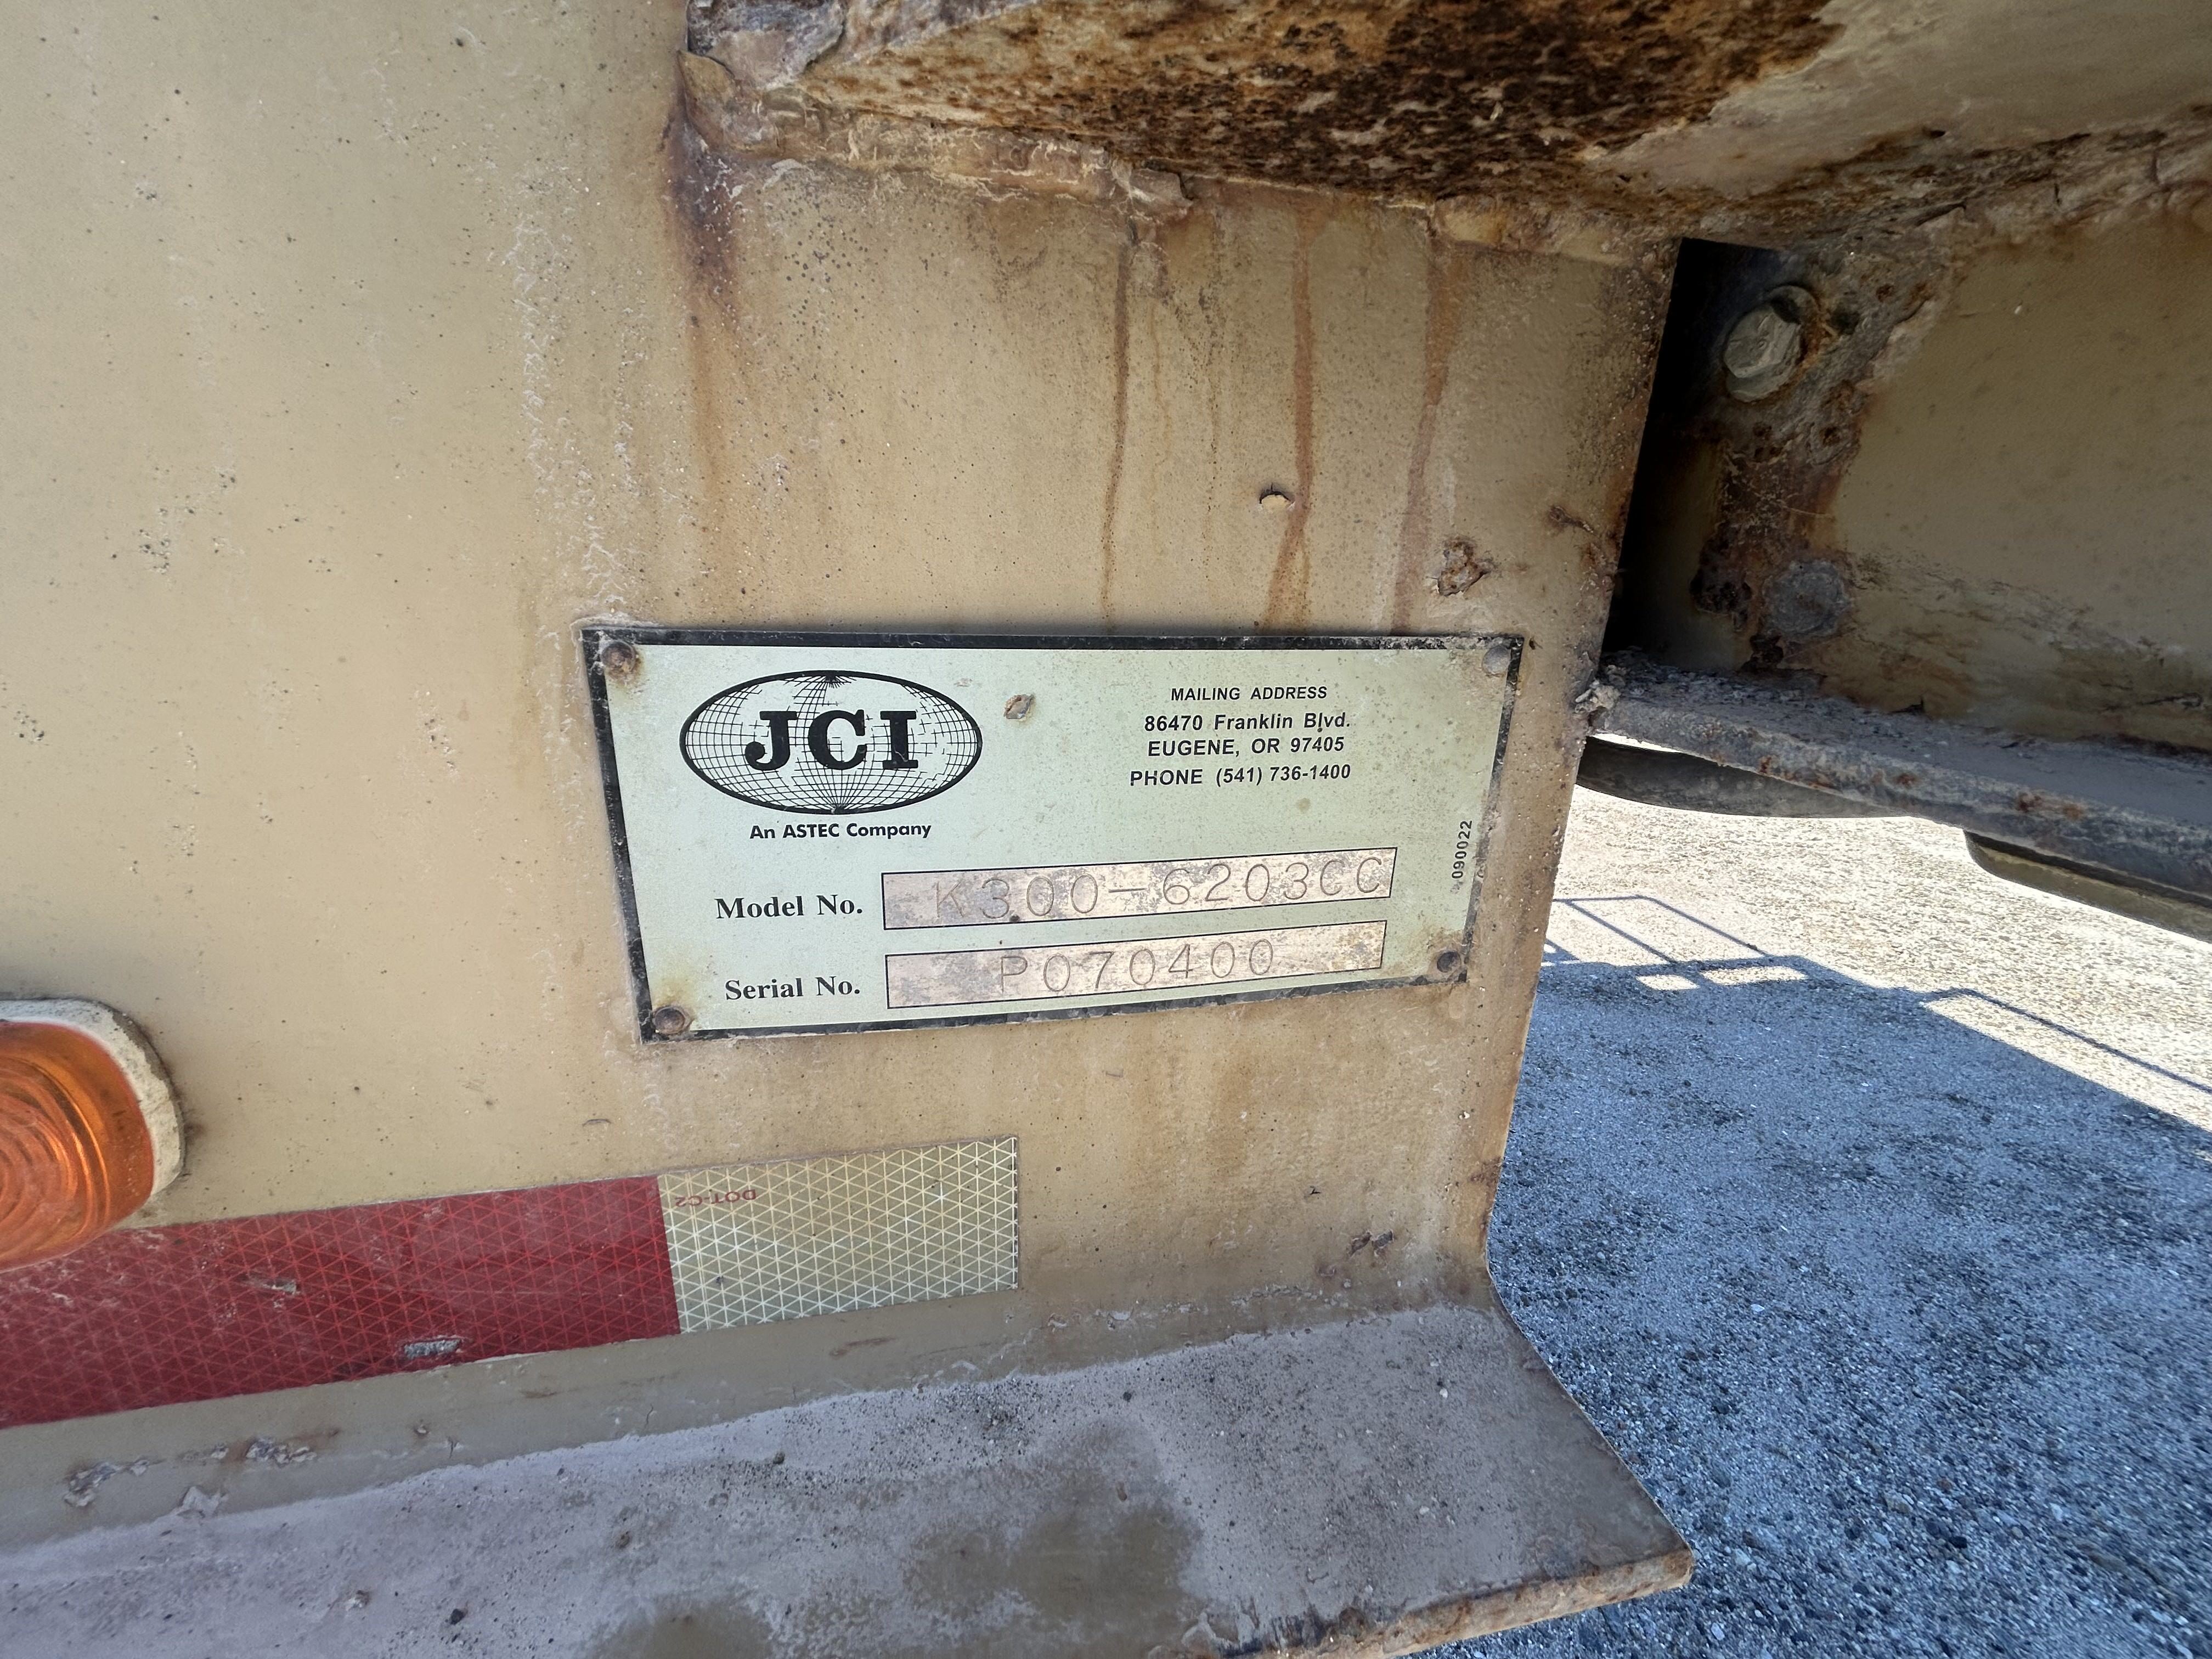 JCI
An ASTEC Company
MAILING ADDRESS
86470 Franklin Blvd.
EUGENE, OR 97405
PHONE (541) 736-1400
090022
Model No. K300-6203CC
Serial No. P070400
DOT-C2